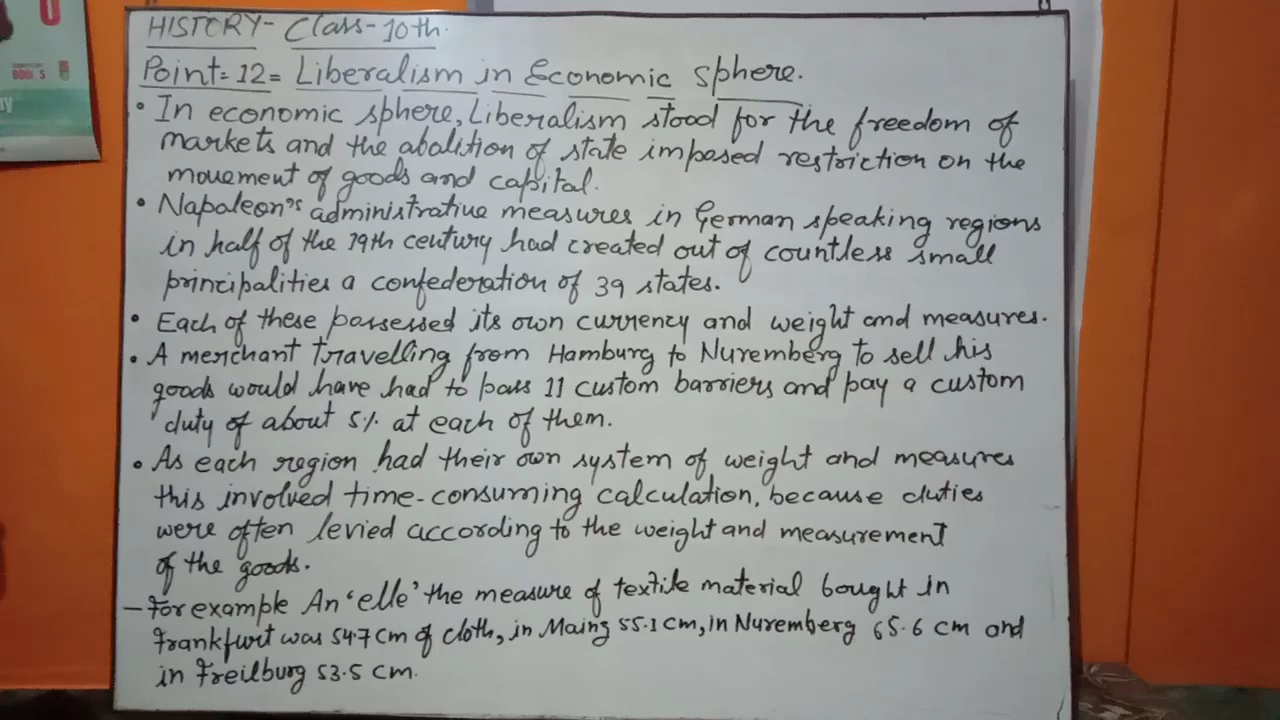 HISTORY- Class-10th.
Point=12= Liberalism in Economic sphere.
• In economic sphere, Liberalism stood for the freedom of
markets and the abalition of state imposed restriction on the
movement of goods and capital.
• Napaleon's administrative measures in German speaking regions
in half of the 19th century had created out of countless small
principalities a confederation of 39 states.
• Each of these possessed its own currency and weight and measures.
• A merchant travelling from Hamburg to Nuremberg to sell his
goods would have had to pass 11 custom barriers and pay a custom
duty of about 5% at each of them.
• As each region had their own system of weight and measures
this involved time-consuming calculation, because duties
were often levied according to the weight and measurement
of the goods.
- For example An 'elle' the measure of textile material bought in
Frankfurt was 54.7 cm of cloth, in Mainz 55.1 cm, in Nuremberg 65.6 cm and
in Freilburg 53.5 cm.
BOOKS